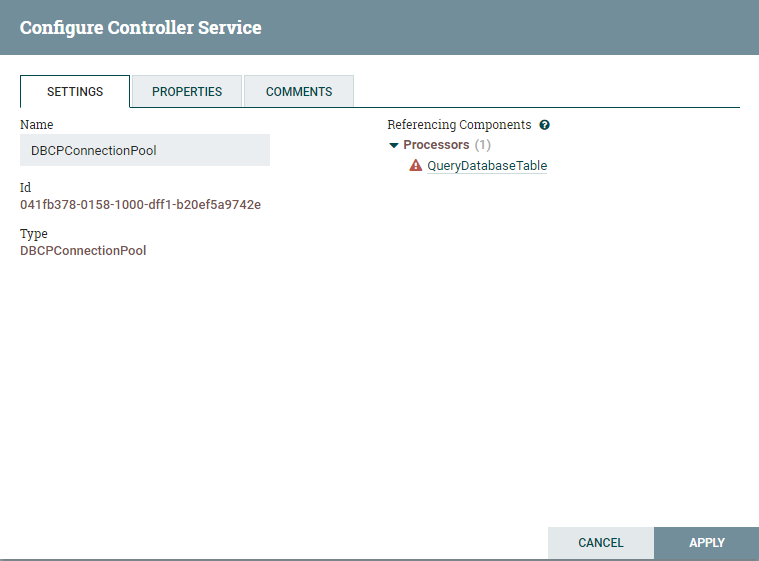 Configure Controller Service
SETTINGS
PROPERTIES
COMMENTS
Name
DBCPConnectionPool
Id
041fb378-0158-1000-dff1-b20ef5a9742e
Type
DBCPConnectionPool
Referencing Components ?
Processors (1)
QueryDatabaseTable
CANCEL
APPLY